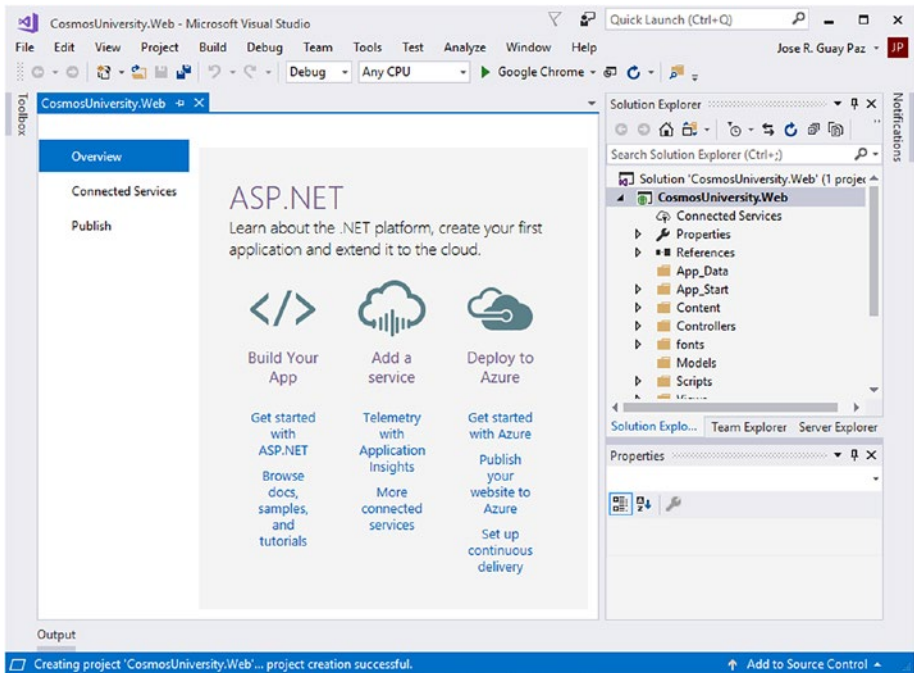 CosmosUniversity.Web - Microsoft Visual Studio
Quick Launch (Ctrl+Q)
File Edit View Project Build Debug Team Tools Test Analyze Window Help
Jose R. Guay Paz
JP
Debug
Any CPU
Google Chrome
Toolbox
CosmosUniversity.Web
Overview
Connected Services
Publish
ASP.NET
Learn about the .NET platform, create your first
application and extend it to the cloud.
Build Your
App
Get started
with
ASP.NET
Browse
docs,
samples,
and
tutorials
Add a
service
Telemetry
with
Application
Insights
More
connected
services
Deploy to
Azure
Get started
with Azure
Publish
your
website to
Azure
Set up
continuous
delivery
Solution Explorer
Search Solution Explorer (Ctrl+;)
Solution 'CosmosUniversity.Web' (1 projec
CosmosUniversity.Web
Connected Services
Properties
References
App_Data
App_Start
Content
Controllers
fonts
Models
Scripts
Solution Explo... Team Explorer Server Explorer
Properties
Notifications
Output
Creating project 'CosmosUniversity.Web'... project creation successful.
Add to Source Control